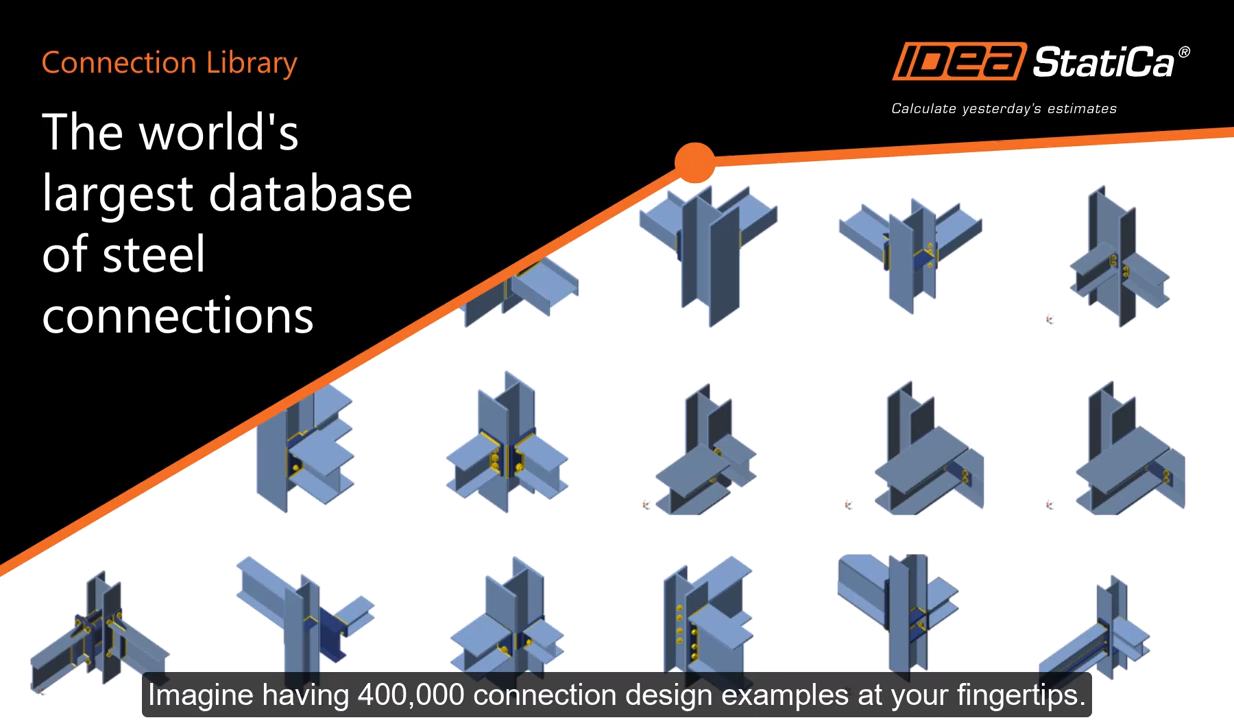 Connection Library
IDEA StatiCa®
Calculate yesterday's estimates
The world's
largest database
of steel
connections
Imagine having 400,000 connection design examples at your fingertips.